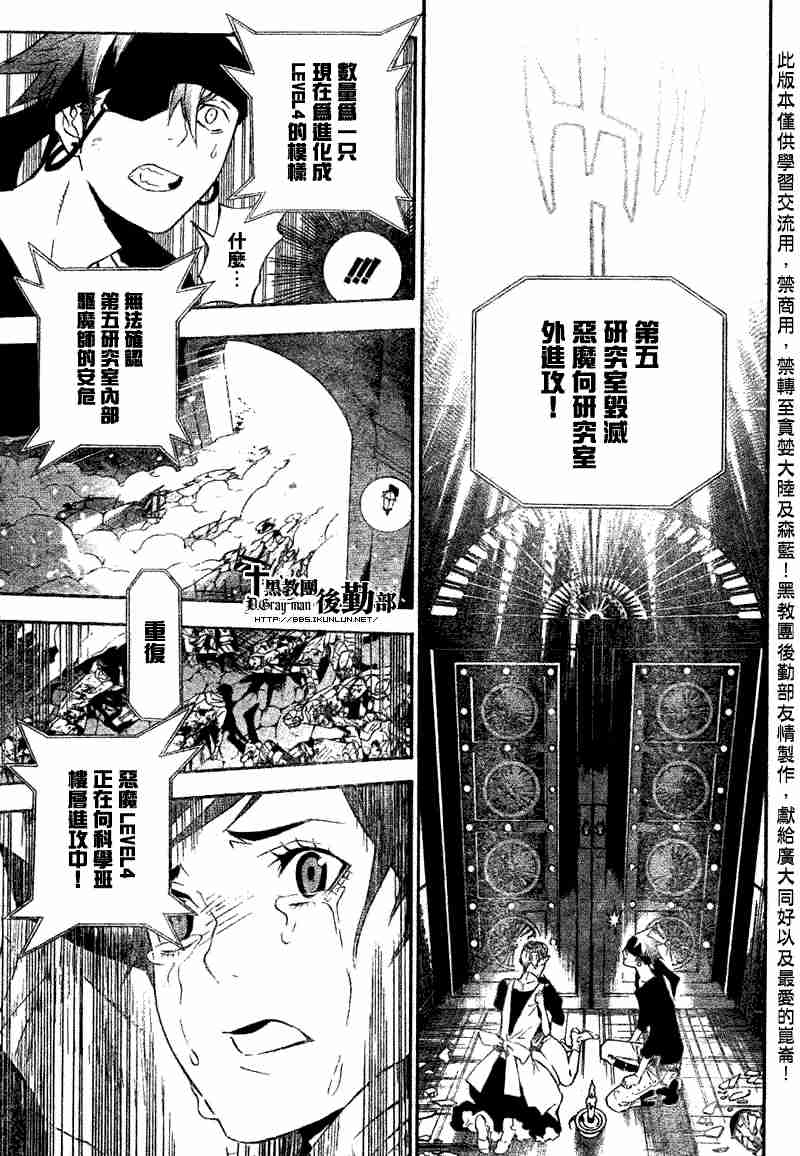 第五
研究室毀滅
惡魔向研究室
外進攻！
數量為一只
現在為進化成
LEVEL4的模樣
!!!
什麼…
無法確認
第五研究室內部
驅魔師的安危
黑教團
D.Gray-man 後勤部
HTTP://BBS.IKUNLUN.NET/
重復
惡魔LEVEL4
正在向科學班
樓層進攻中！
此版本僅供學習交流用，禁商用，禁轉至貪婪大陸及森藍！黑教團後勤部友情製作，獻給廣大同好以及最愛的崑崙！